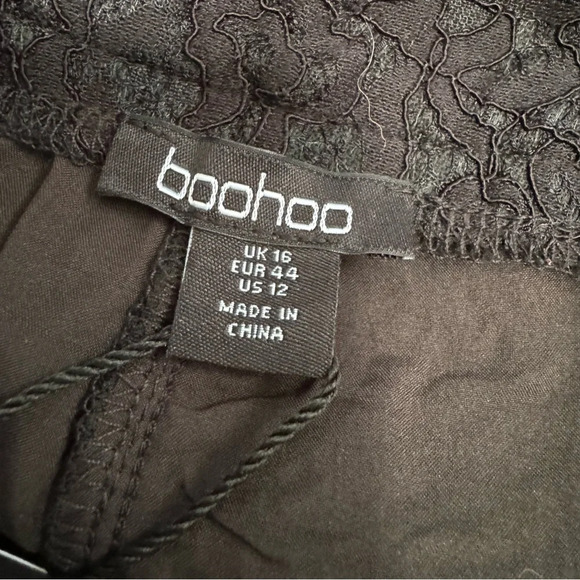 boohoo
UK 16
EUR 44
US 12
MADE IN
CHINA